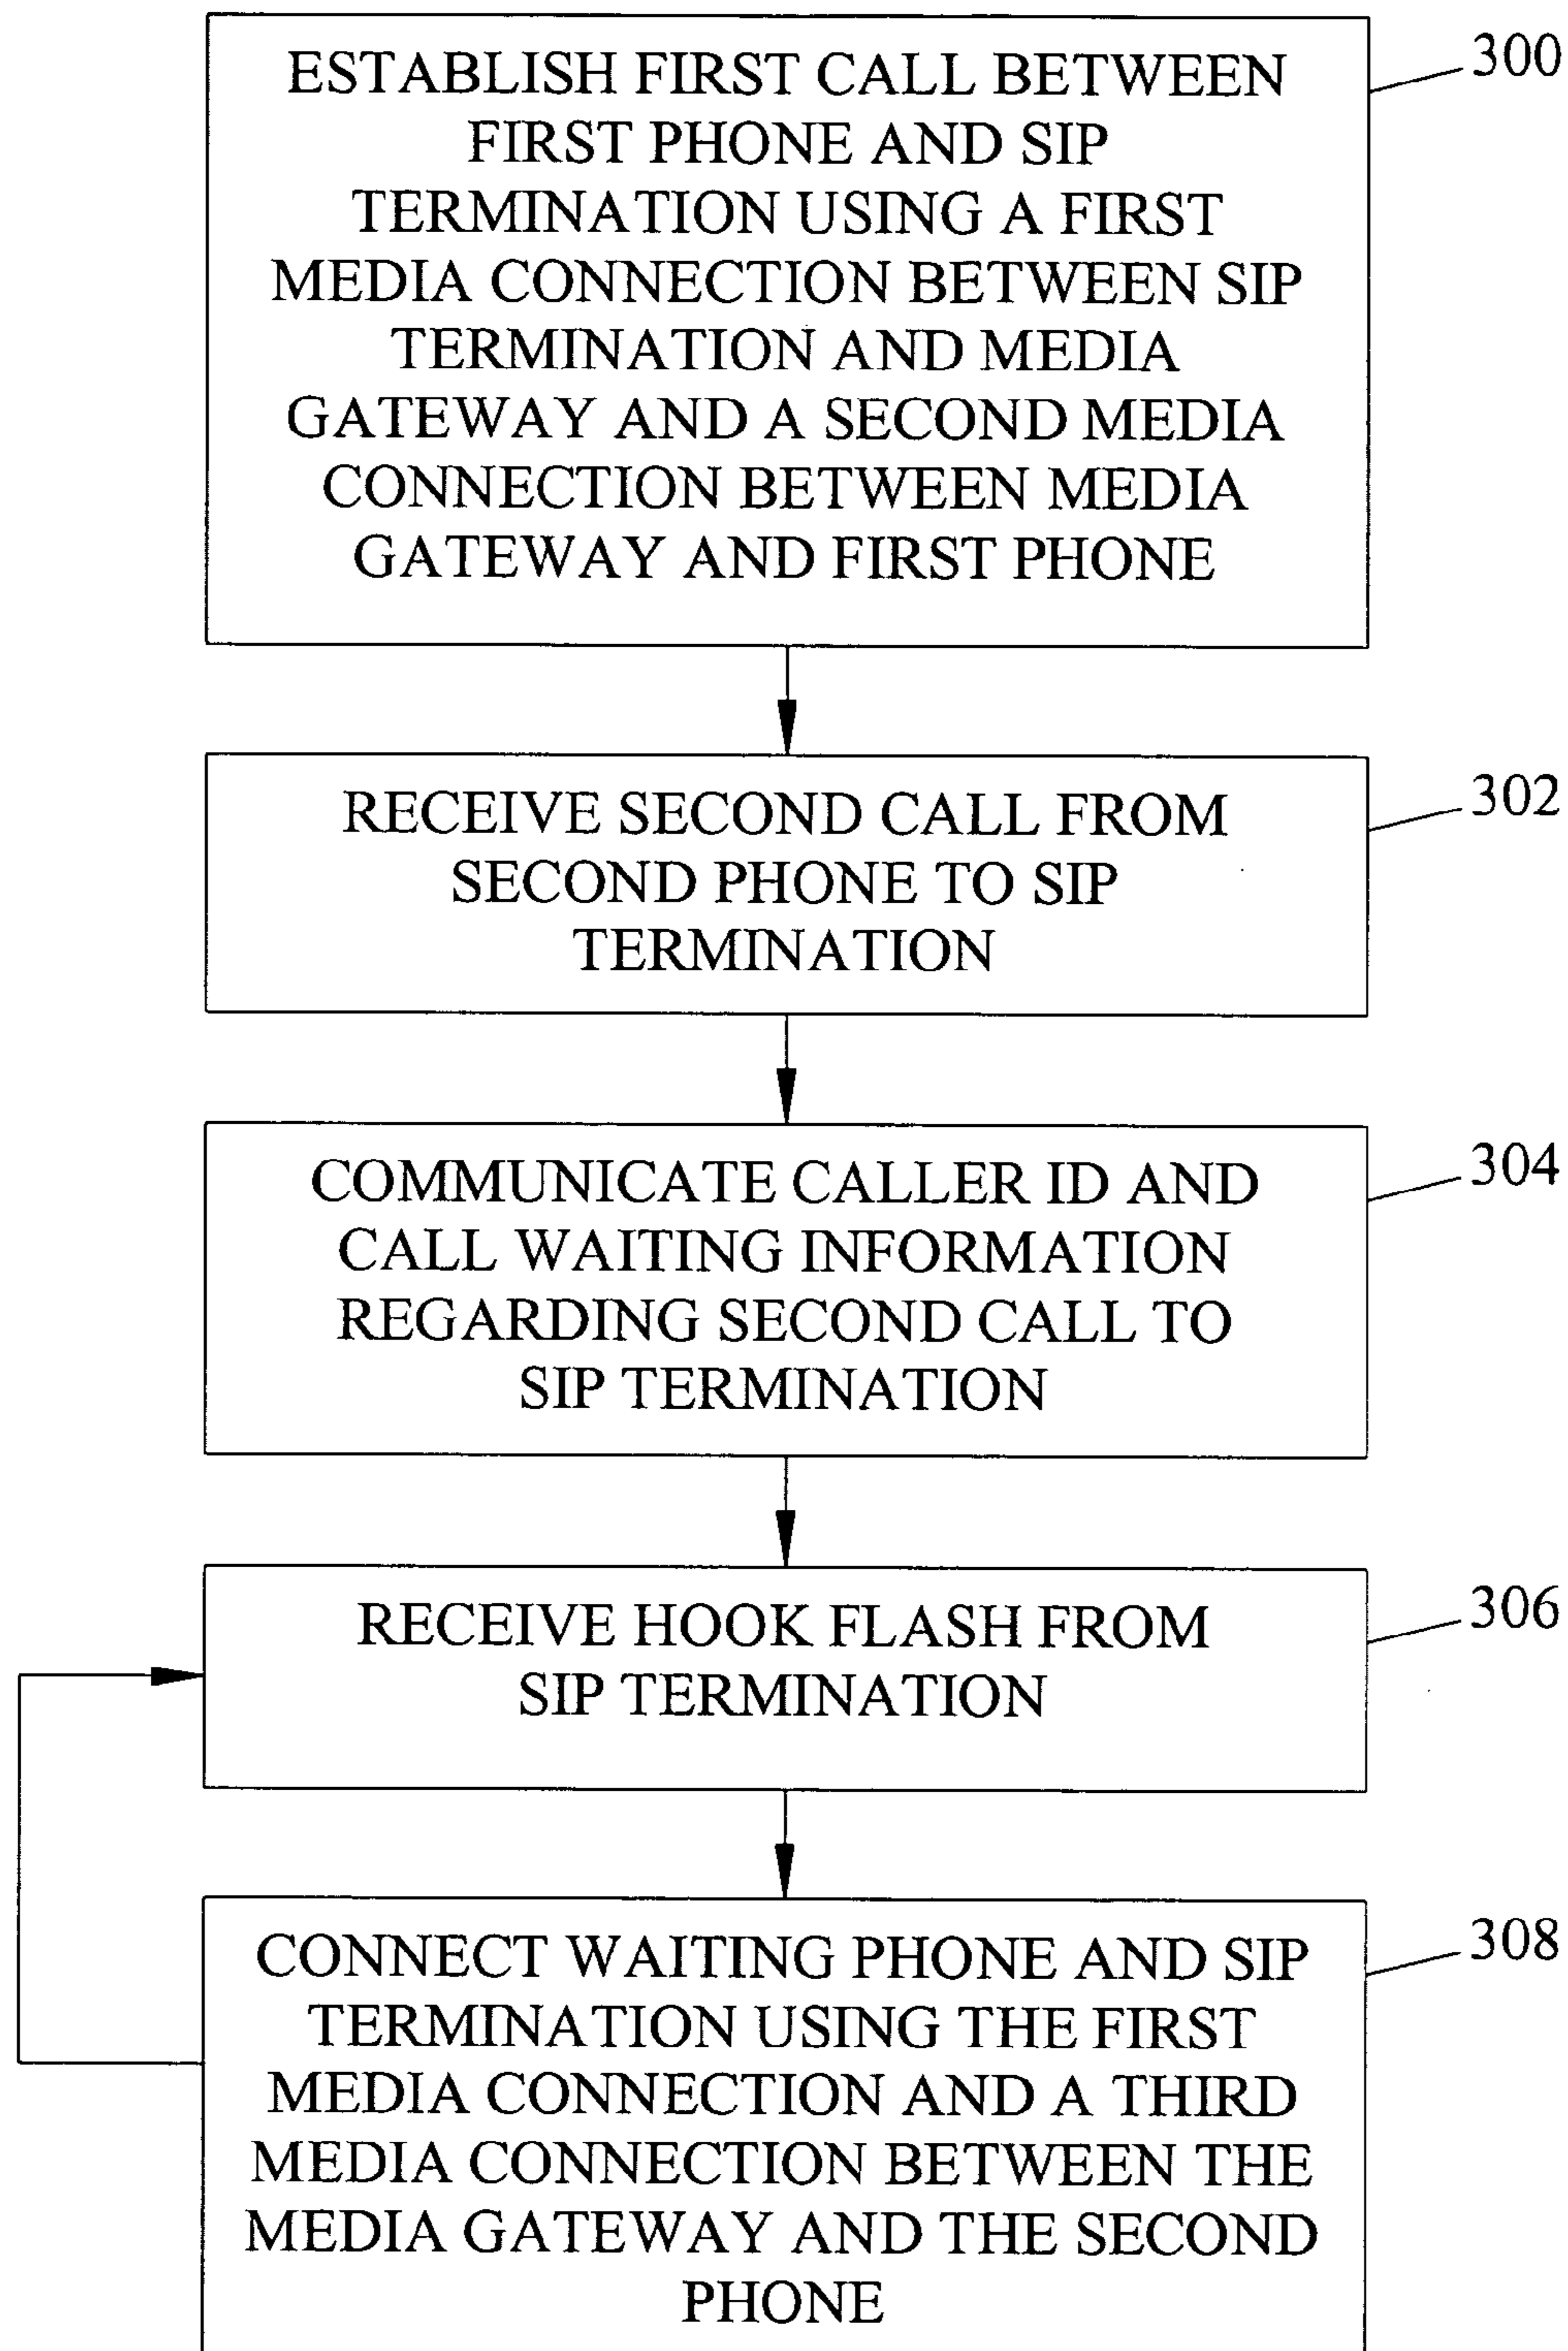 ESTABLISH FIRST CALL BETWEEN
FIRST PHONE AND SIP
TERMINATION USING A FIRST
MEDIA CONNECTION BETWEEN SIP
TERMINATION AND MEDIA
GATEWAY AND A SECOND MEDIA
CONNECTION BETWEEN MEDIA
GATEWAY AND FIRST PHONE
300
RECEIVE SECOND CALL FROM
SECOND PHONE TO SIP
TERMINATION
302
COMMUNICATE CALLER ID AND
CALL WAITING INFORMATION
REGARDING SECOND CALL TO
SIP TERMINATION
304
RECEIVE HOOK FLASH FROM
SIP TERMINATION
306
CONNECT WAITING PHONE AND SIP
TERMINATION USING THE FIRST
MEDIA CONNECTION AND A THIRD
MEDIA CONNECTION BETWEEN THE
MEDIA GATEWAY AND THE SECOND
PHONE
308